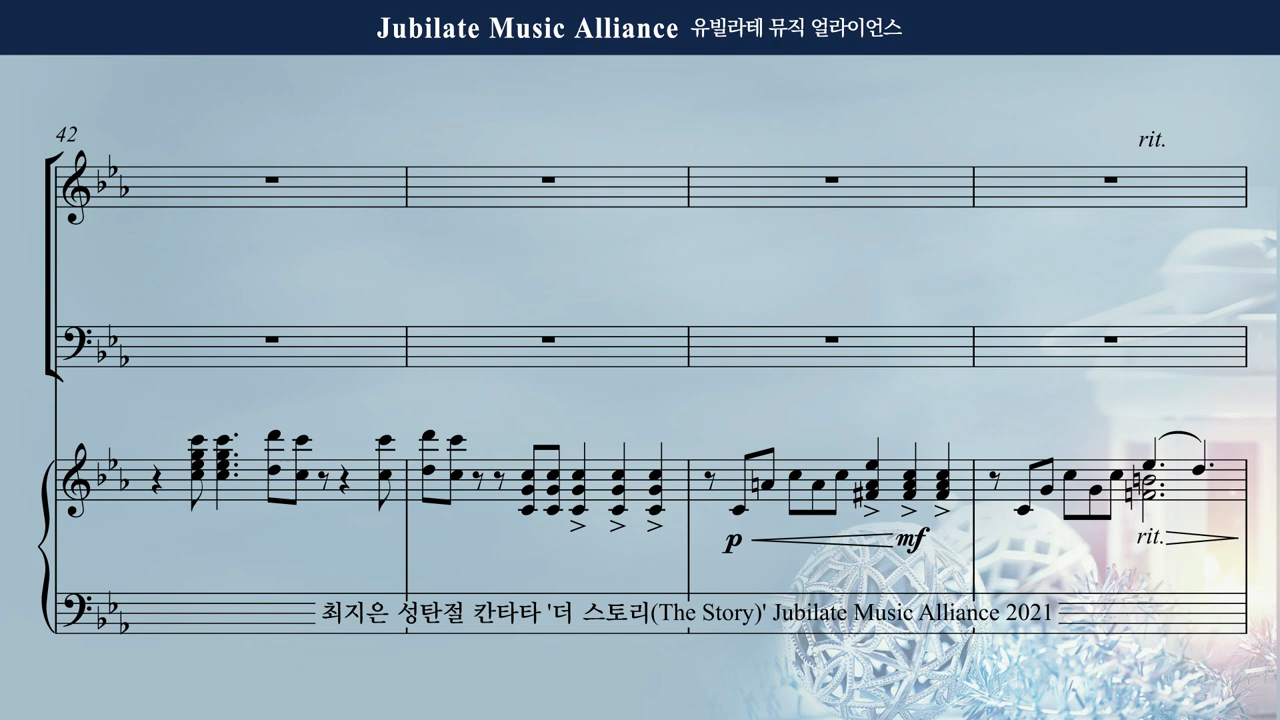 Jubilate Music Alliance 유빌라테 뮤직 얼라이언스
42
rit.
p mf
rit.
최지은 성탄절 칸타타 '더 스토리(The Story)' Jubilate Music Alliance 2021